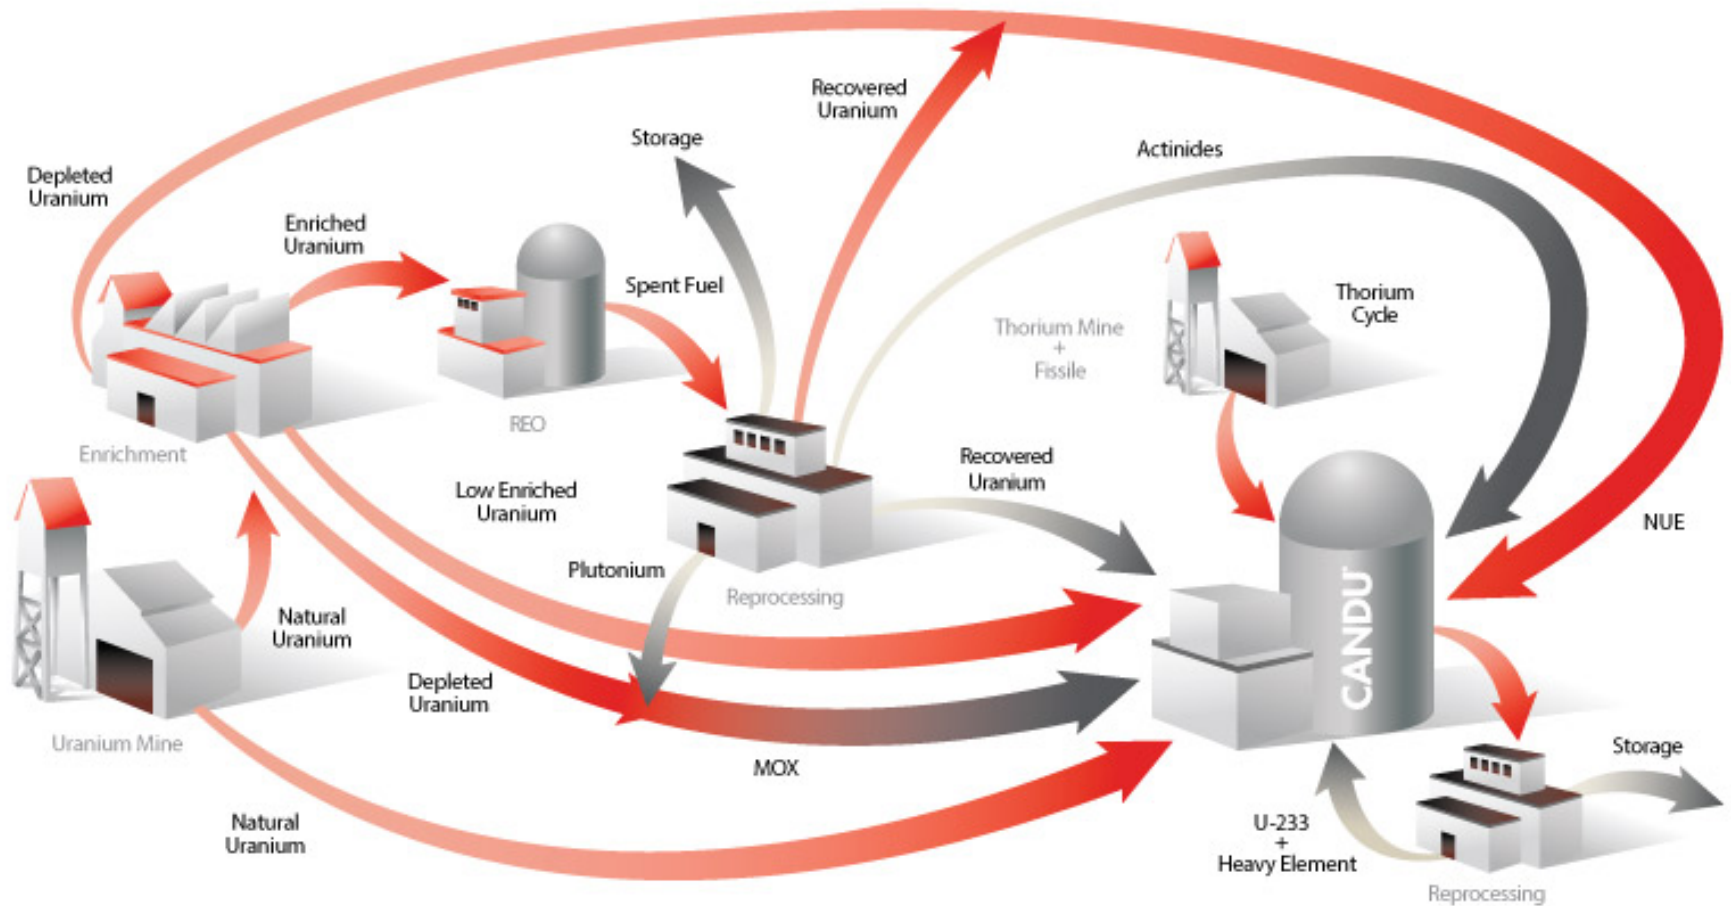 Recovered
Uranium
Storage
Actinides
Depleted
Uranium
Enriched
Uranium
Spent Fuel
Thorium
Cycle
Thorium Mine
+
Fissile
REO
Enrichment
Recovered
Uranium
Low Enriched
Uranium
NUE
Plutonium
Reprocessing
Natural
Uranium
CANDU
Depleted
Uranium
Uranium Mine
MOX
Storage
Natural
Uranium
U-233
+
Heavy Element
Reprocessing